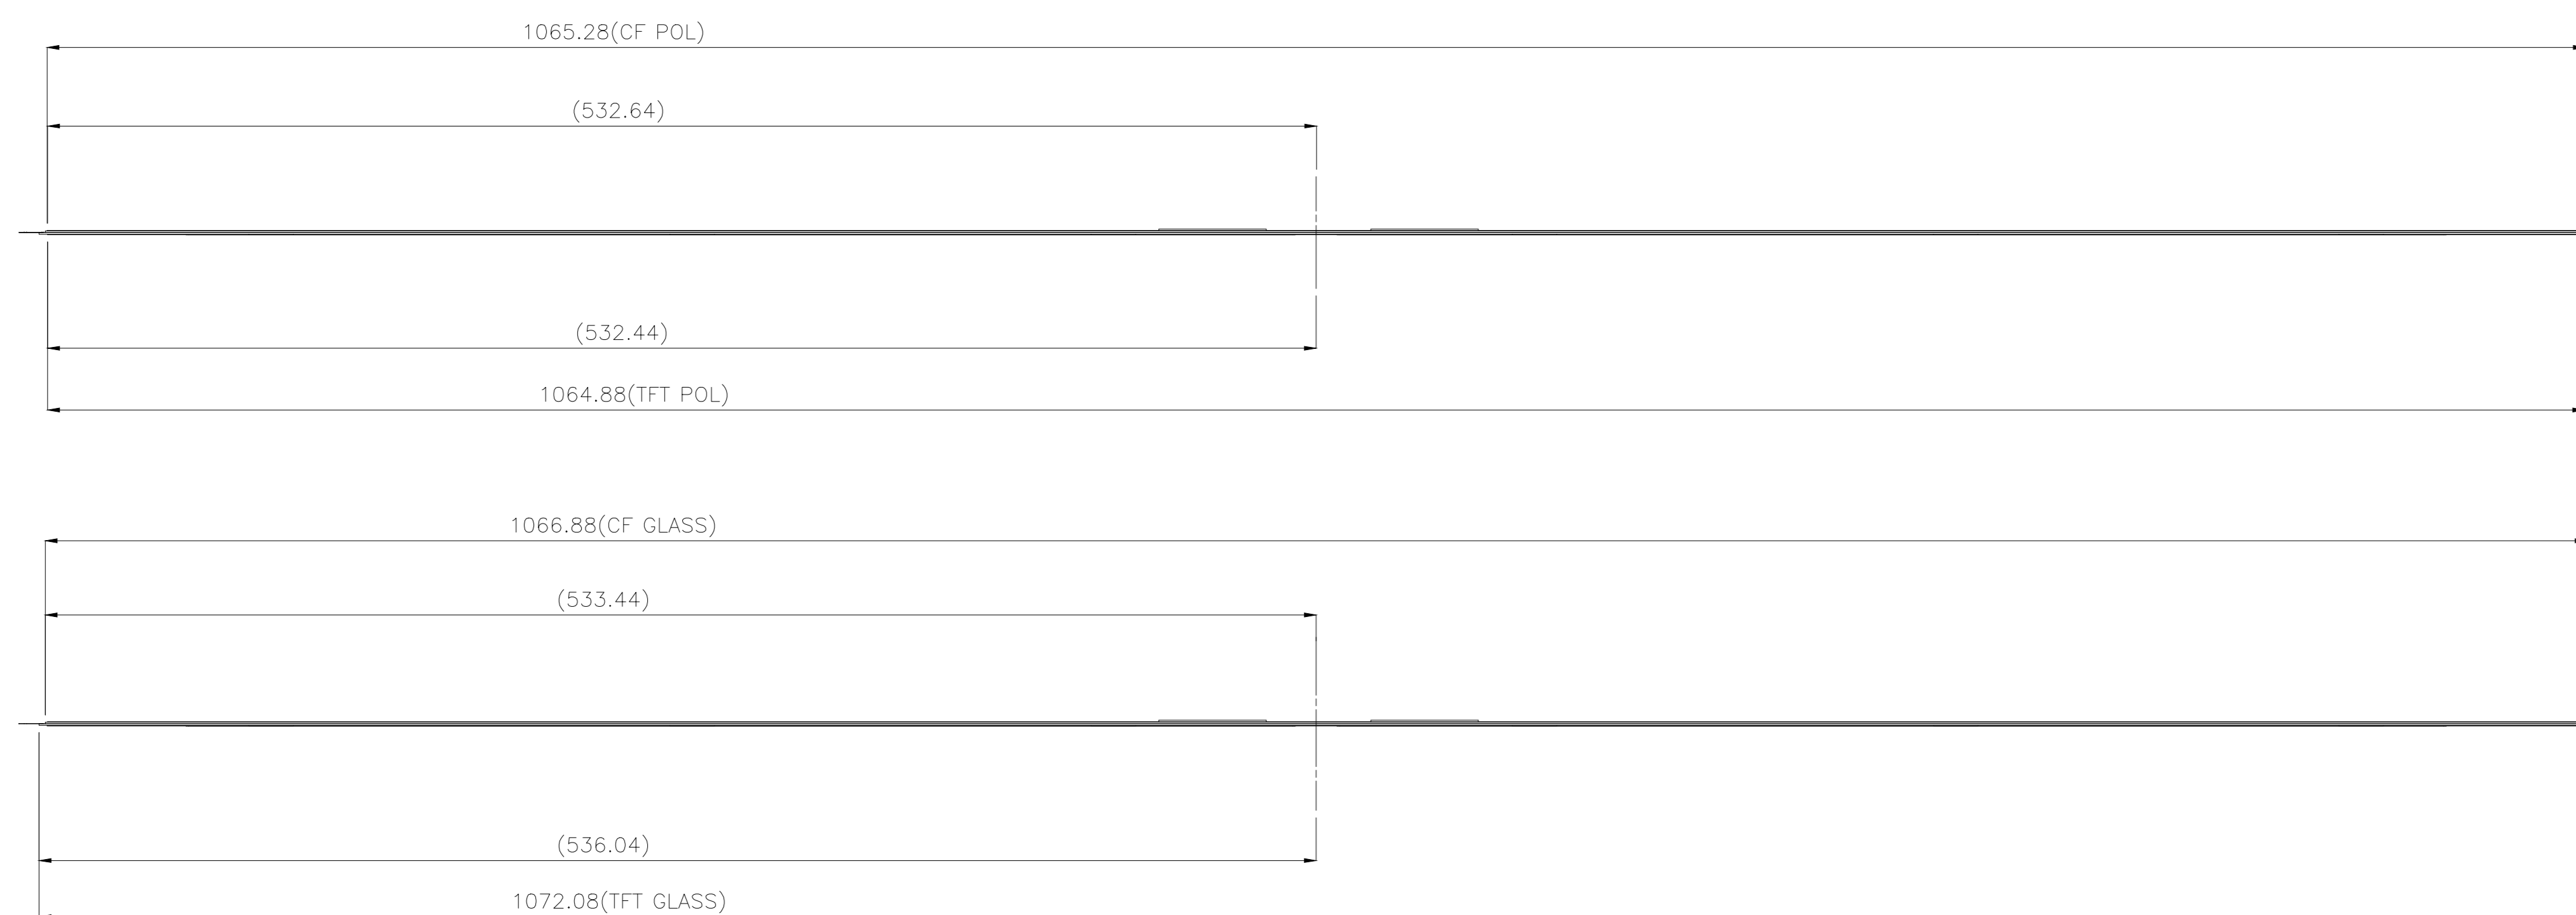 1065.28(CF POL)
(532.64)
(532.44)
1064.88(TFT POL)
1066.88(CF GLASS)
(533.44)
(536.04)
1072.08(TFT GLASS)